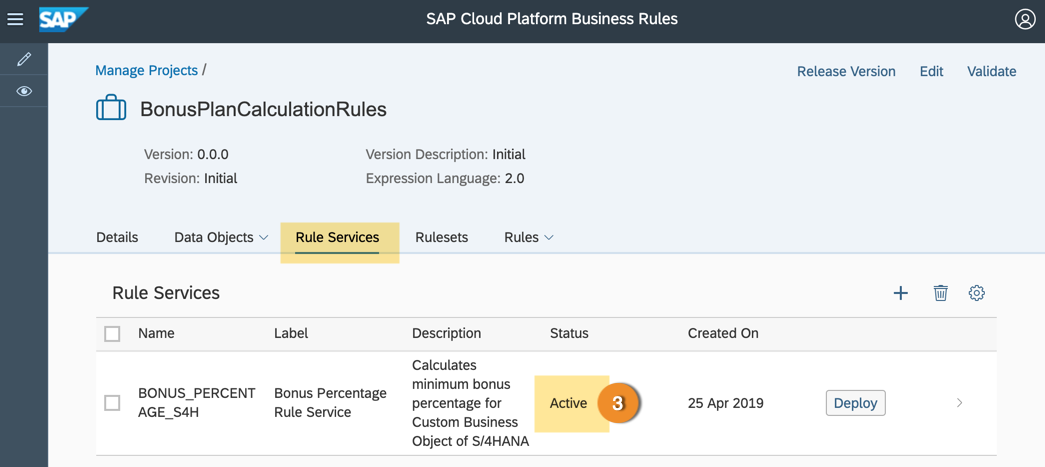 SAP
SAP Cloud Platform Business Rules
Manage Projects /
Release Version Edit Validate
BonusPlanCalculationRules
Version: 0.0.0 Version Description: Initial
Revision: Initial Expression Language: 2.0
Details Data Objects Rule Services Rulesets Rules
Rule Services
Name Label Description Status Created On
BONUS_PERCENT
AGE_S4H
Bonus Percentage
Rule Service
Calculates
minimum bonus
percentage for
Custom Business
Object of S/4HANA
Active
3
25 Apr 2019
Deploy